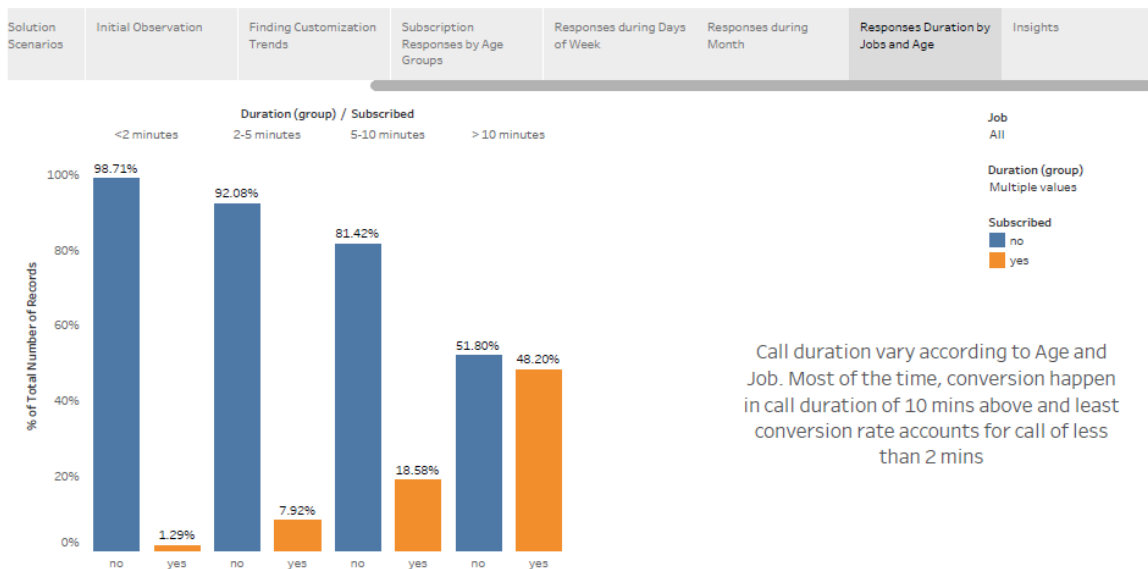 Solution
Scenarios
Initial Observation
Finding Customization
Trends
Subscription
Responses by Age
Groups
Responses during Days
of Week
Responses during
Month
Responses Duration by
Jobs and Age
Insights
Duration (group) / Subscribed
<2 minutes 2-5 minutes 5-10 minutes > 10 minutes
% of Total Number of Records
100%
80%
60%
40%
20%
0%
98.71%
1.29%
92.08%
7.92%
81.42%
18.58%
51.80%
48.20%
no yes no yes no yes no yes
Job
All
Duration (group)
Multiple values
Subscribed
no
yes
Call duration vary according to Age and
Job. Most of the time, conversion happen
in call duration of 10 mins above and least
conversion rate accounts for call of less
than 2 mins